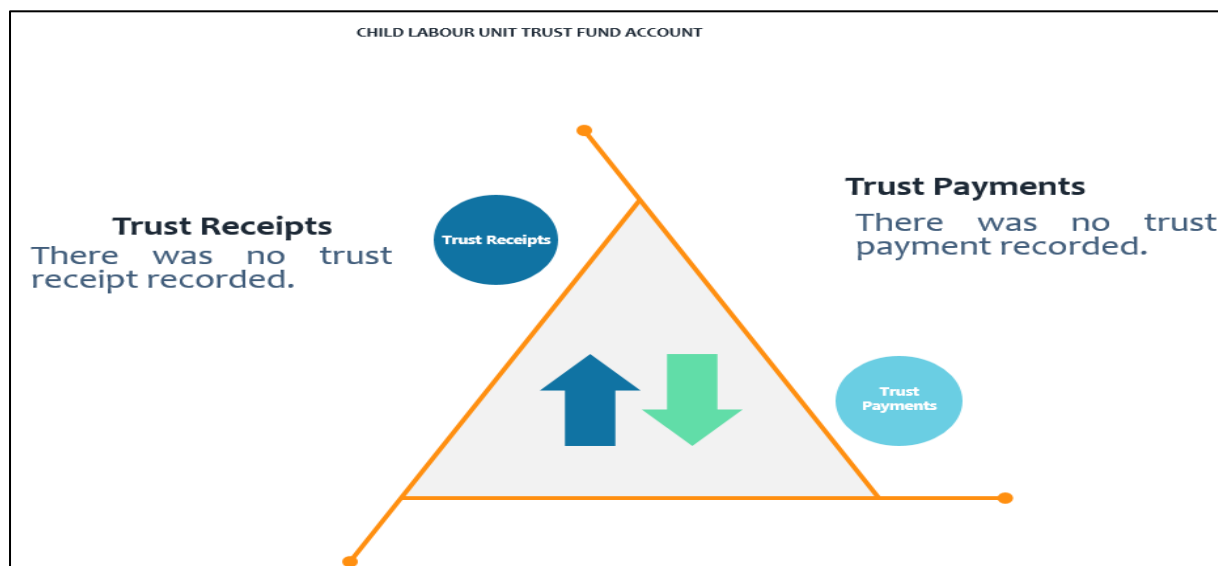 CHILD LABOUR UNIT TRUST FUND ACCOUNT
Trust Receipts
There was no trust
receipt recorded.
Trust Receipts
Trust Payments
There was no trust
payment recorded.
Trust
Payments